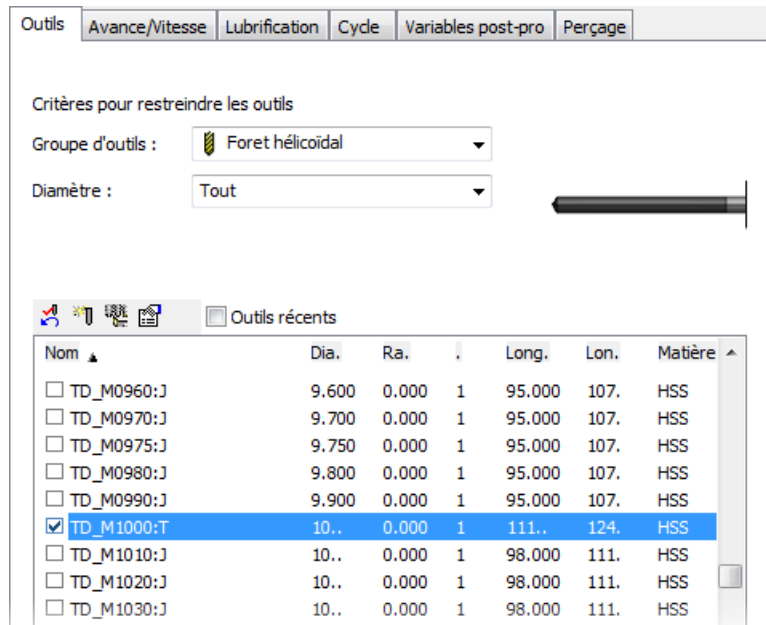 Outils Avance/Vitesse Lubrification Cycle Variables post-pro Perçage
Critères pour restreindre les outils
Groupe d'outils : Foret hélicoïdal
Diamètre : Tout
Outils récents
Nom Dia. Ra. . Long. Lon. Matière
TD_M0960:J 9.600 0.000 1 95.000 107. HSS
TD_M0970:J 9.700 0.000 1 95.000 107. HSS
TD_M0975:J 9.750 0.000 1 95.000 107. HSS
TD_M0980:J 9.800 0.000 1 95.000 107. HSS
TD_M0990:J 9.900 0.000 1 95.000 107. HSS
TD_M1000:T 10.. 0.000 1 111.. 124. HSS
TD_M1010:J 10.. 0.000 1 98.000 111. HSS
TD_M1020:J 10.. 0.000 1 98.000 111. HSS
TD_M1030:J 10.. 0.000 1 98.000 111. HSS